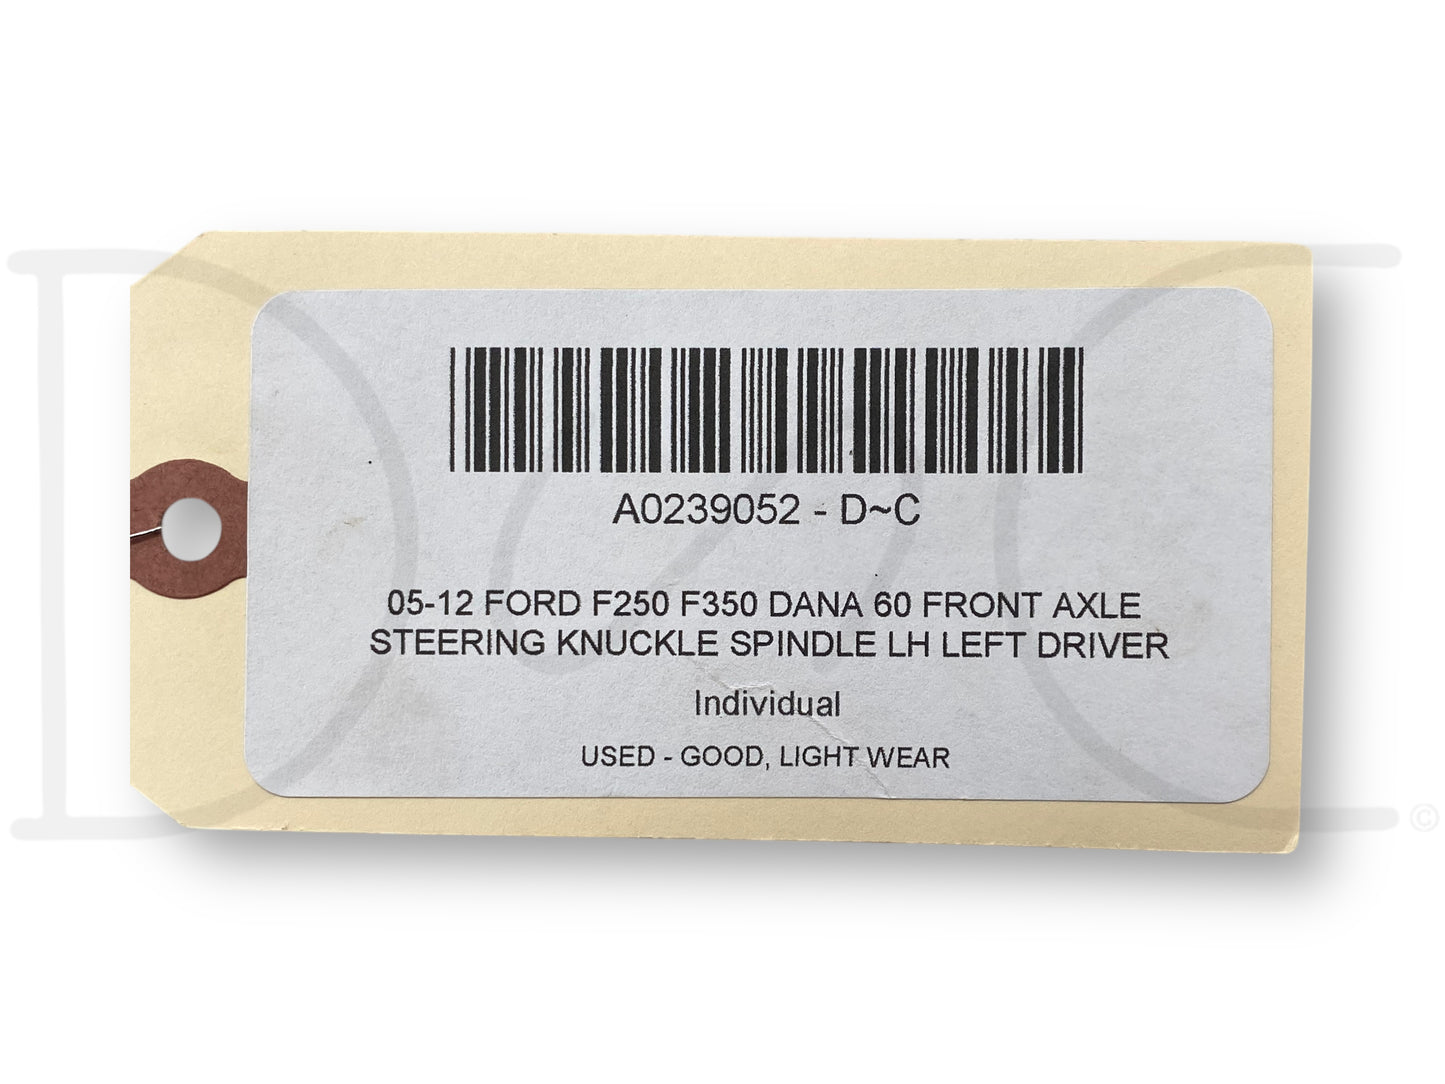 A0239052 - D~C
05-12 FORD F250 F350 DANA 60 FRONT AXLE
STEERING KNUCKLE SPINDLE LH LEFT DRIVER
Individual
USED - GOOD, LIGHT WEAR
©